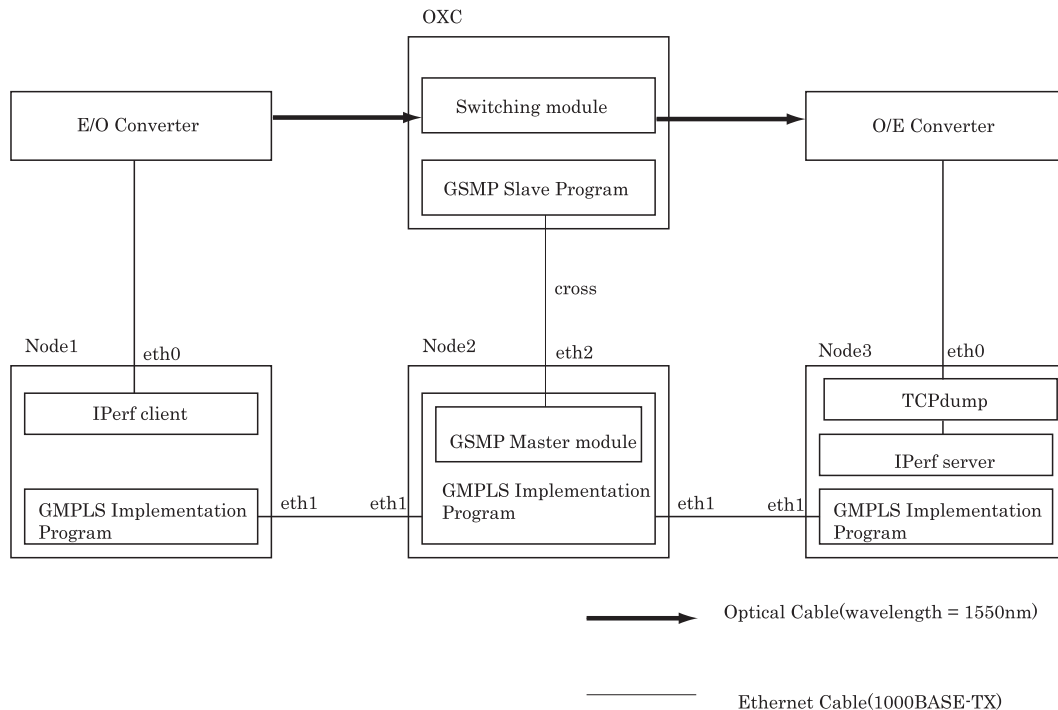 OXC
Switching module
E/O Converter
O/E Converter
GSMP Slave Program
cross
Node1
eth0
Node2
eth2
Node3
eth0
IPerf client
TCPdump
GSMP Master module
IPerf server
GMPLS Implementation
Program
eth1
eth1
GMPLS Implementation
Program
eth1
eth1
GMPLS Implementation
Program
Optical Cable(wavelength = 1550nm)
Ethernet Cable(1000BASE-TX)